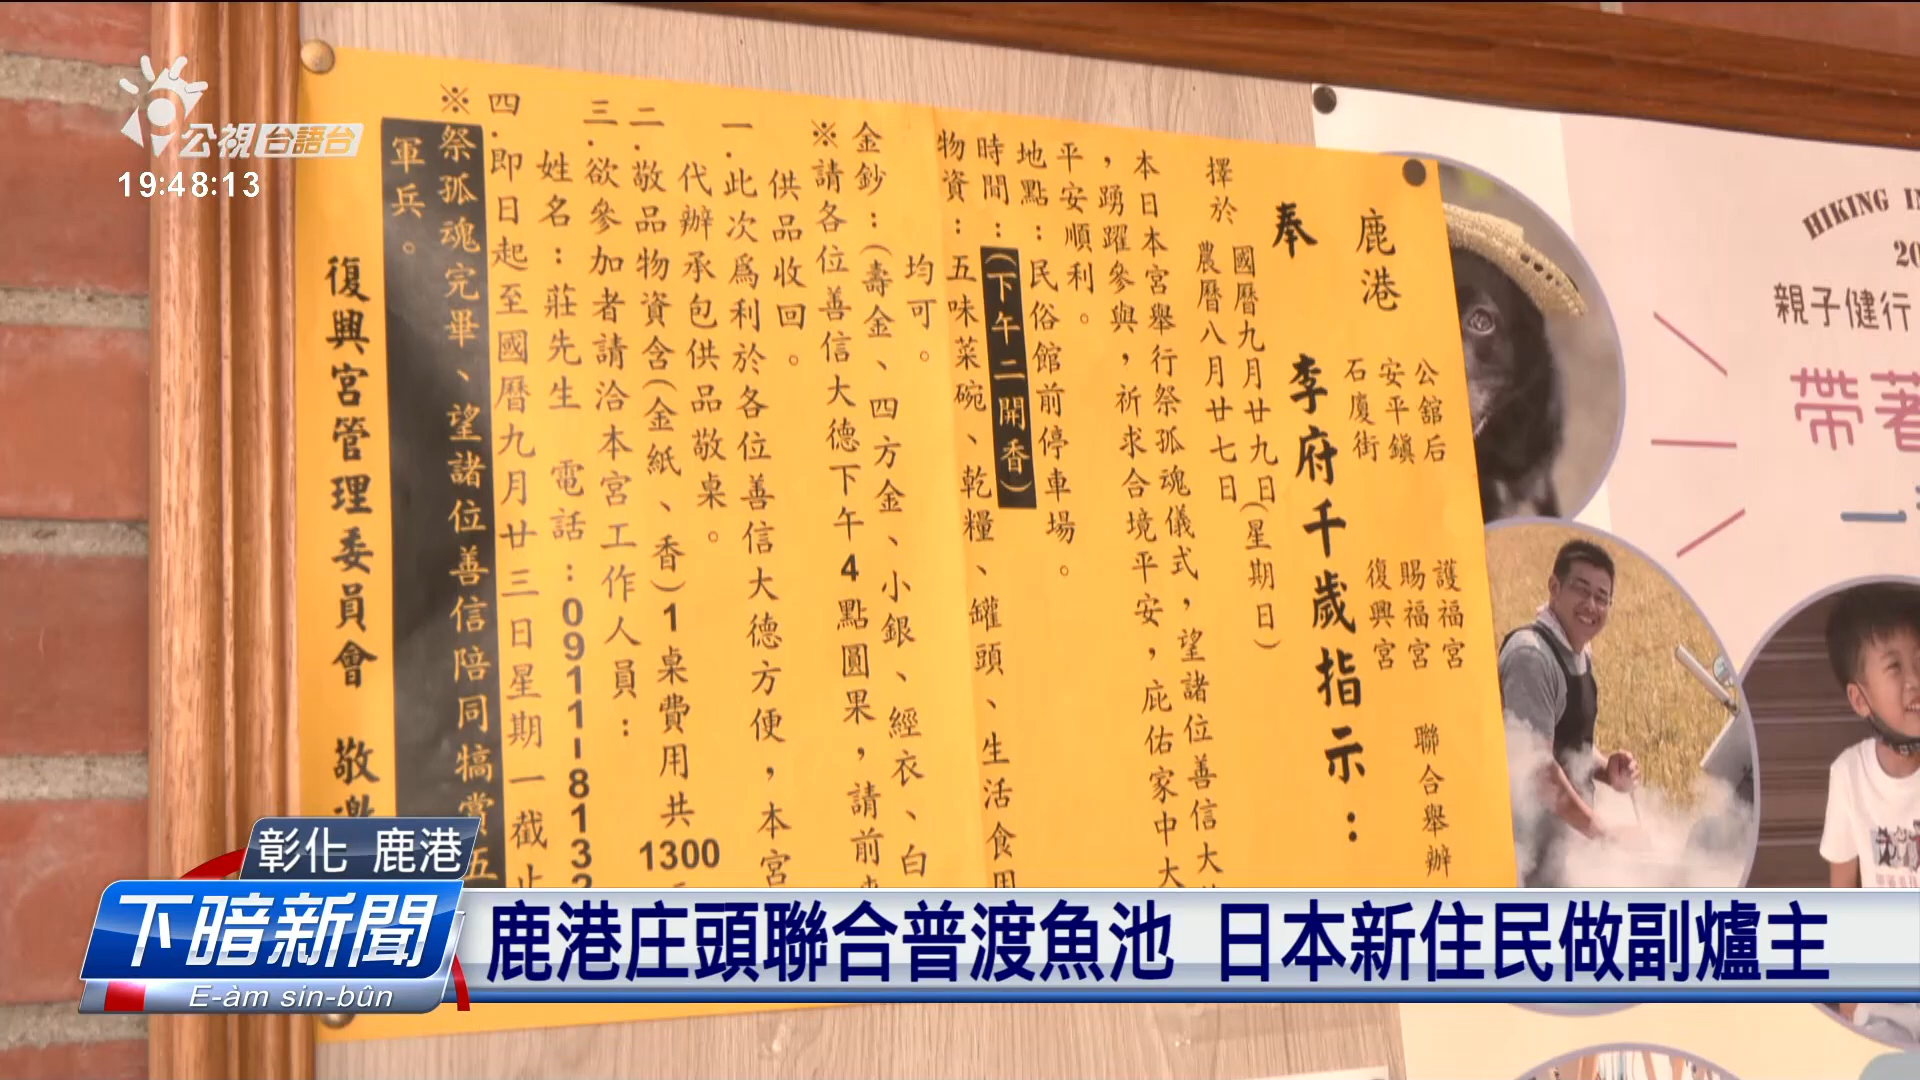 公視台語台
19:48:13
鹿港
公舘后
安平鎮
石廈街
護福宮
賜福宮
復興宮
聯合舉辦
奉 李府千歲指示：
擇於
國曆九月廿九日(星期日)
農曆八月廿七日
本日本宮舉行祭孤魂儀式，望諸位善信大
，踴躍參與，祈求合境平安，庇佑家中大
平安順利。
地點：民俗館前停車場。
時間：(下午二開香)
物資：五味菜碗、乾糧、罐頭、生活食用
均可。
金鈔：(壽金、四方金、小銀、經衣、白
※請各位善信大德下午4點圓果，請前
供品收回。
一.此次爲利於各位善信大德方便，本宮
代辦承包供品敬桌。
二.敬品物資含(金紙、香)1桌費用共1300
三.欲參加者請洽本宮工作人員：
姓名：莊先生 電話：0911-8132
四.即日起至國曆九月廿三日星期一截止
※祭孤魂完畢、望諸位善信陪同犒賞五
軍兵。
復興宮管理委員會 敬邀
HIKING
親子健行
帶著
彰化 鹿港
下暗新聞
E-àm sin-bûn
鹿港庄頭聯合普渡魚池 日本新住民做副爐主